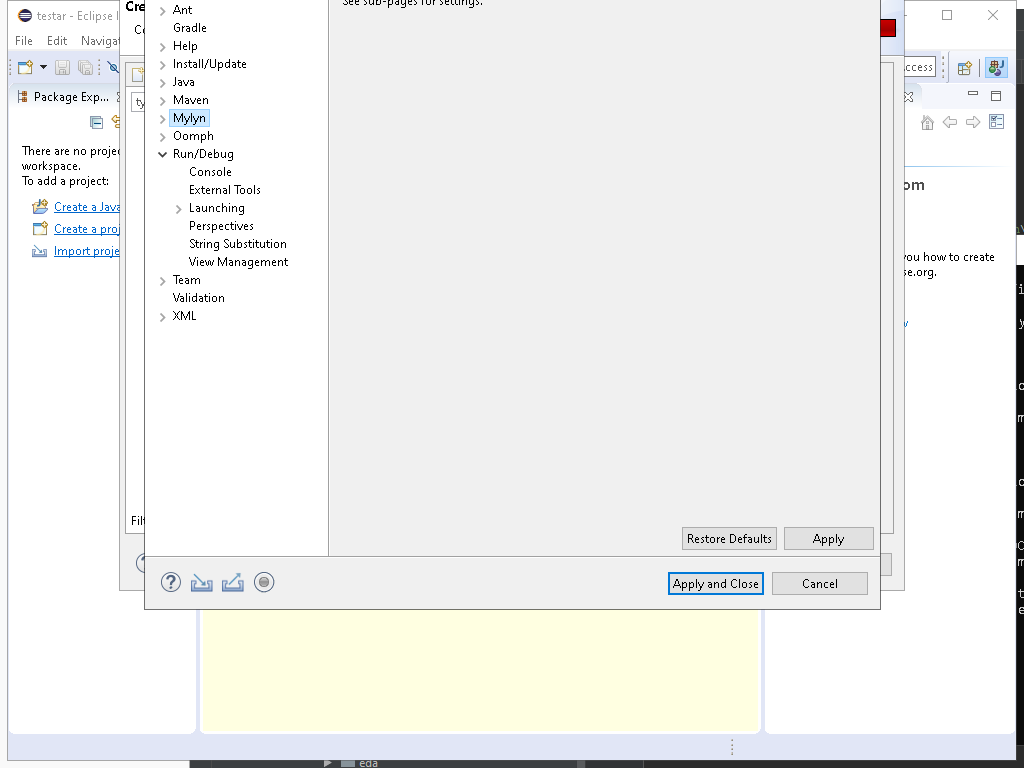 testar - Eclipse I
File Edit Navigat
Package Exp...
There are no proje
workspace.
To add a project:
Create a Java
Create a proj
Import proje
Cre
Co
ty
Filt
See sub-pages for settings.
Ant
Gradle
Help
Install/Update
Java
Maven
Mylyn
Oomph
Run/Debug
Console
External Tools
Launching
Perspectives
String Substitution
View Management
Team
Validation
XML
Restore Defaults
Apply
Apply and Close
Cancel
ccess
om
you how to create
se.org.
eda